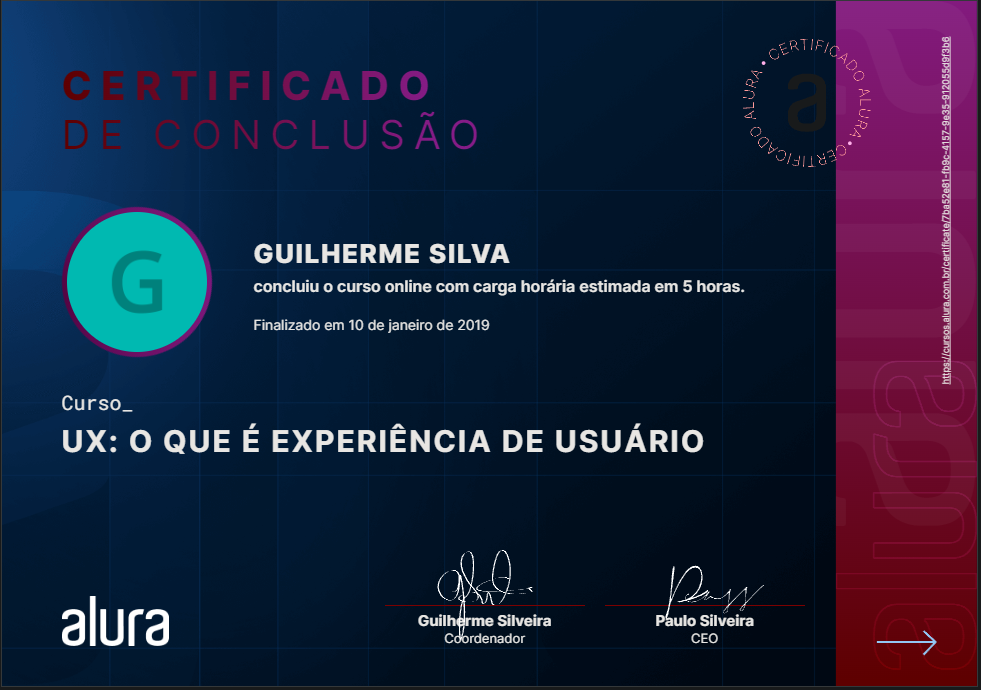 CERTIFICADO
DE CONCLUSÃO
CERTIFICADO ALURA • CERTIFICADO ALURA •
a
https://cursos.alura.com.br/certificate/7ba52e81-fb9c-4157-9e35-912055d9f3b6
G
GUILHERME SILVA
concluiu o curso online com carga horária estimada em 5 horas.
Finalizado em 10 de janeiro de 2019
Curso_
UX: O QUE É EXPERIÊNCIA DE USUÁRIO
alura
Guilherme Silveira
Coordenador
Paulo Silveira
CEO
alura